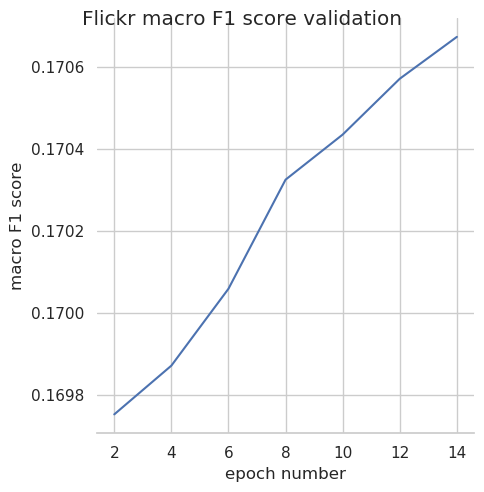 Flickr macro F1 score validation
macro F1 score
0.1706
0.1704
0.1702
0.1700
0.1698
2 4 6 8 10 12 14
epoch number